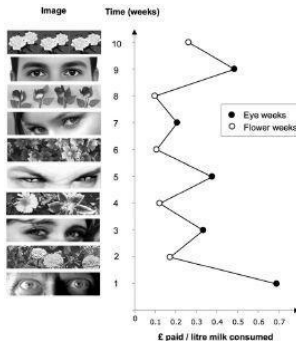 Image
Time (weeks)
10
9
8
7
6
5
4
3
2
1
Eye weeks
Flower weeks
0.1 0.2 0.3 0.4 0.5 0.6 0.7
£ paid / litre milk consumed